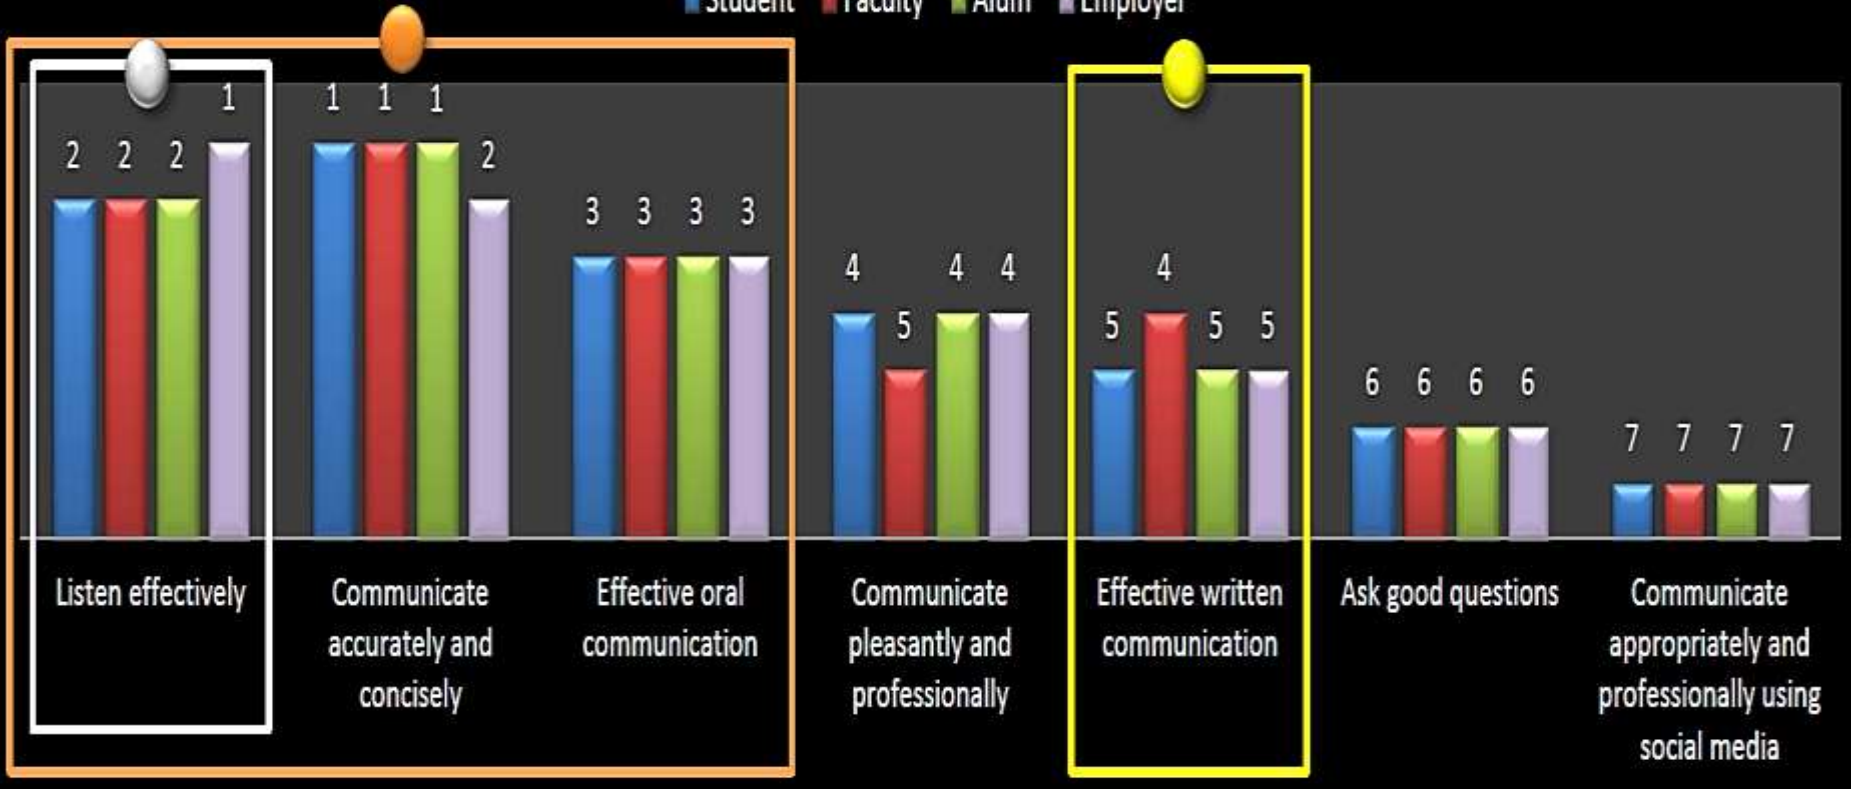 Student Faculty Alum Employer
1 1 1 1
2 2 2 2
3 3 3 3
4 4 4 4
5 5 5 5
6 6 6 6
7 7 7 7
Listen effectively
Communicate
accurately and
concisely
Effective oral
communication
Communicate
pleasantly and
professionally
Effective written
communication
Ask good questions
Communicate
appropriately and
professionally using
social media